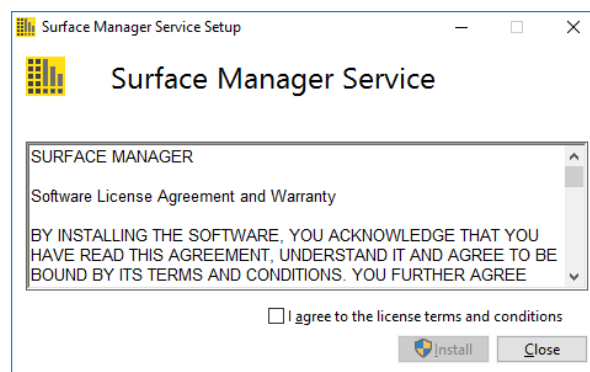 Surface Manager Service Setup
Surface Manager Service
SURFACE MANAGER
Software License Agreement and Warranty
BY INSTALLING THE SOFTWARE, YOU ACKNOWLEDGE THAT YOU
HAVE READ THIS AGREEMENT, UNDERSTAND IT AND AGREE TO BE
BOUND BY ITS TERMS AND CONDITIONS. YOU FURTHER AGREE
I agree to the license terms and conditions
Install
Close